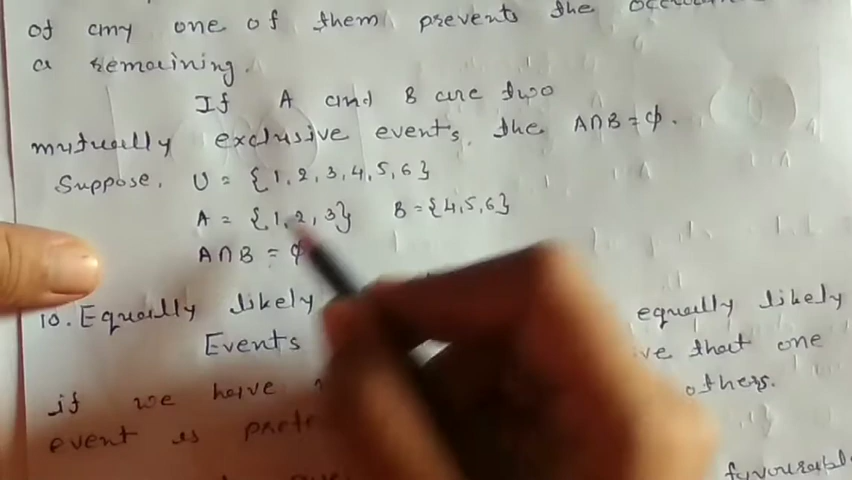 of any one of them prevents the
a remaining.
If A and B are two
mutually exclusive events, the A∩B = ϕ.
Suppose, U = {1, 2, 3, 4, 5, 6}
A = {1, 2, 3} B = {4, 5, 6}
A∩B = ϕ
10. Equally likely equally likely
Events that one
if we have others.
event is